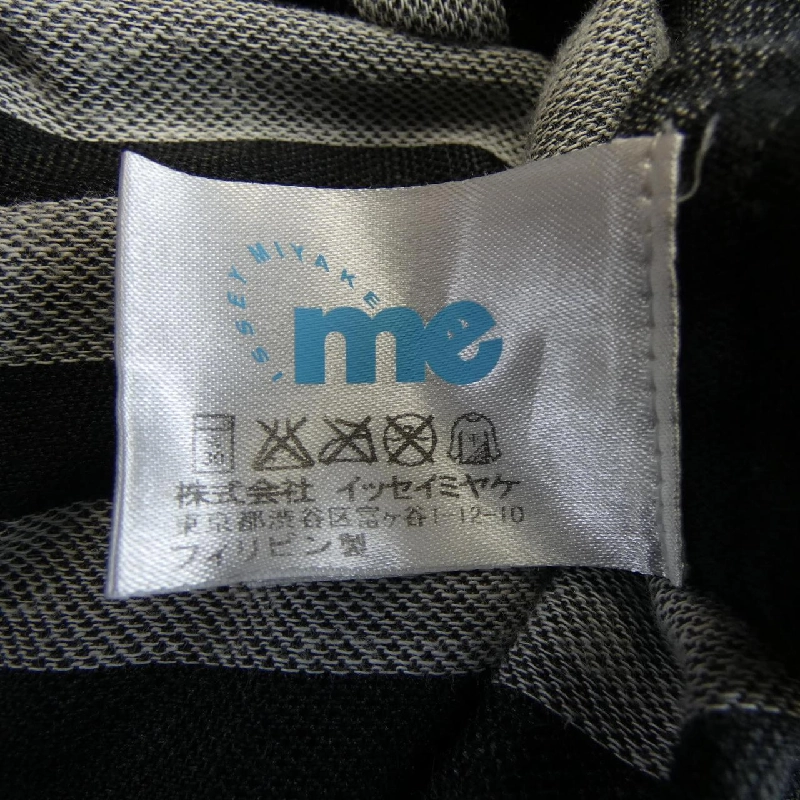 ISSEY MIYAKE
me
株式会社 イッセイミヤケ
東京都渋谷区富ヶ谷1-12-10
フィリピン製